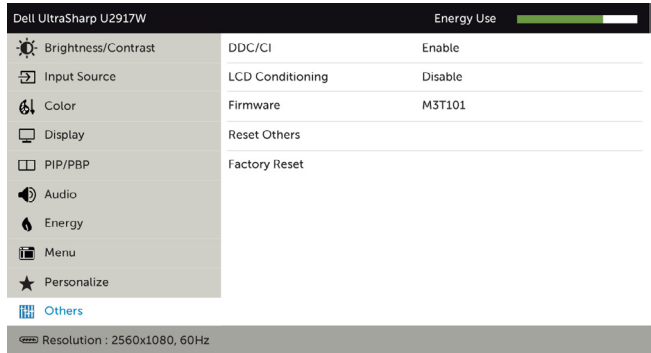 Dell UltraSharp U2917W Energy Use
Brightness/Contrast DDC/CI Enable
Input Source LCD Conditioning Disable
Color Firmware M3T101
Display Reset Others
PIP/PBP Factory Reset
Audio
Energy
Menu
Personalize
Others
Resolution : 2560x1080, 60Hz